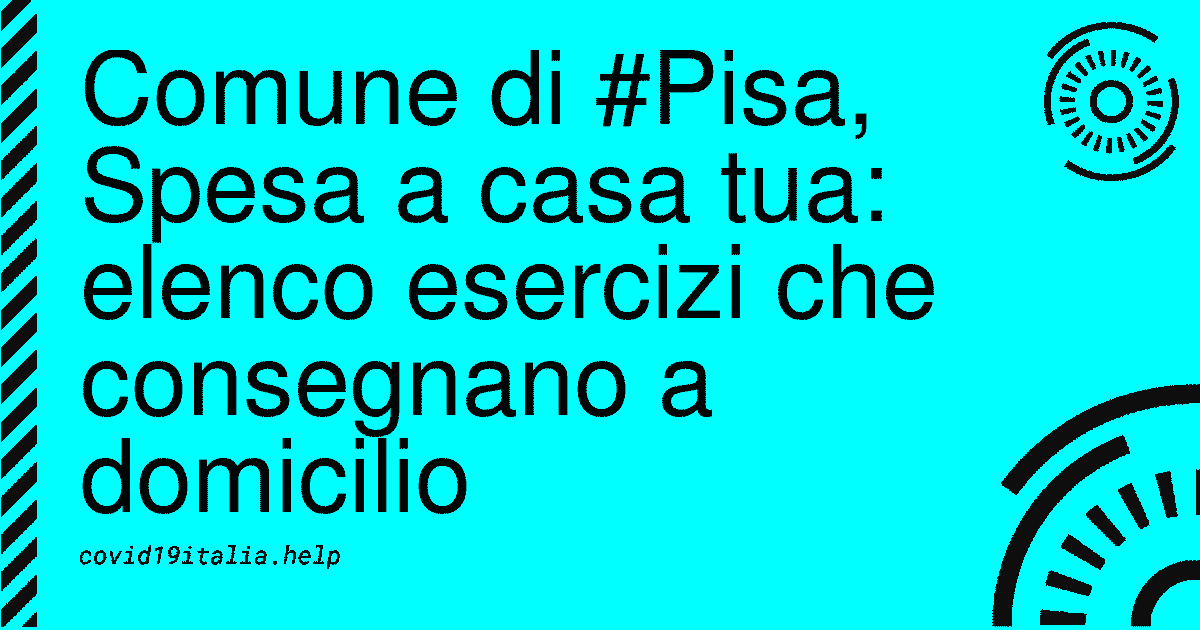 Comune di #Pisa,
Spesa a casa tua:
elenco esercizi che
consegnano a
domicilio
covid19italia.help